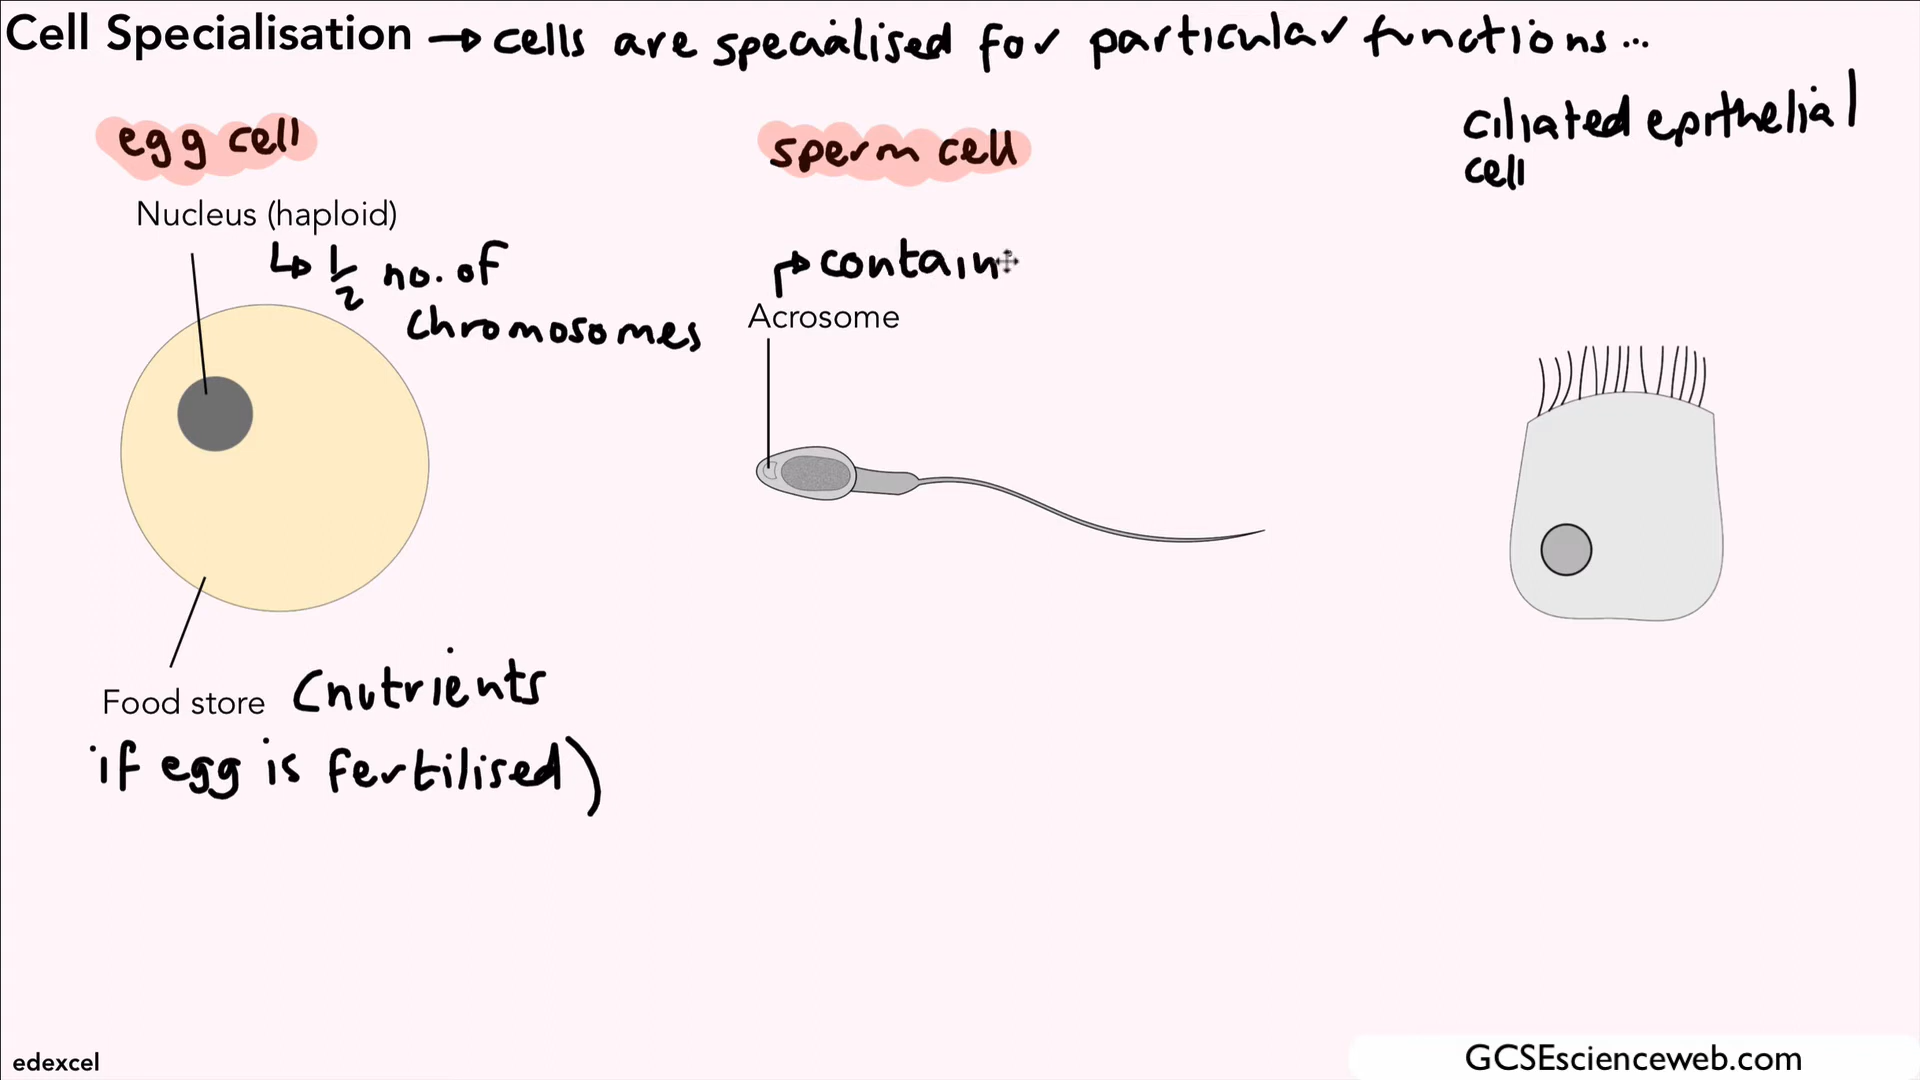 Cell Specialisation → cells are specialised for particular functions...
egg cell
sperm cell
ciliated epithelial
cell
Nucleus (haploid)
↳ 1/2 no. of
chromosomes
contain
Acrosome
Food store (nutrients
if egg is fertilised)
edexcel
GCSEscienceweb.com